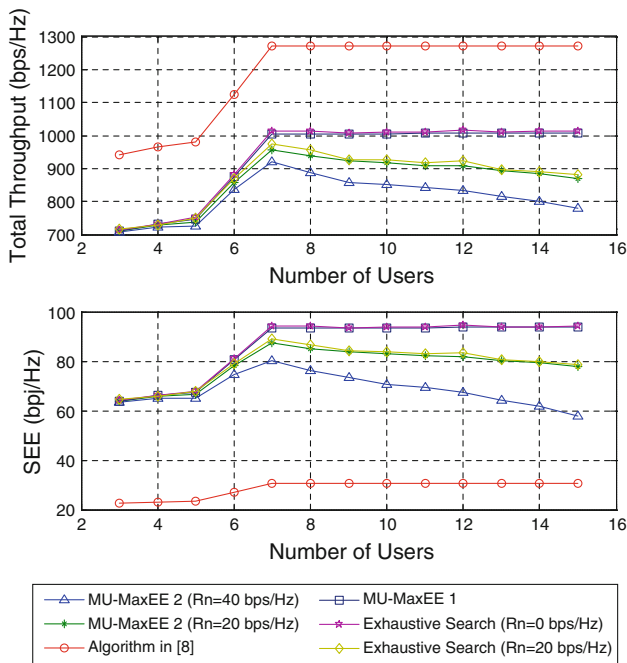 1300
1200
1100
1000
900
800
700
Total Throughput (bps/Hz)
2 4 6 8 10 12 14 16
Number of Users
100
80
60
40
20
SEE (bpj/Hz)
2 4 6 8 10 12 14 16
Number of Users
MU-MaxEE 2 (Rn=40 bps/Hz)
MU-MaxEE 2 (Rn=20 bps/Hz)
Algorithm in [8]
MU-MaxEE 1
Exhaustive Search (Rn=0 bps/Hz)
Exhaustive Search (Rn=20 bps/Hz)